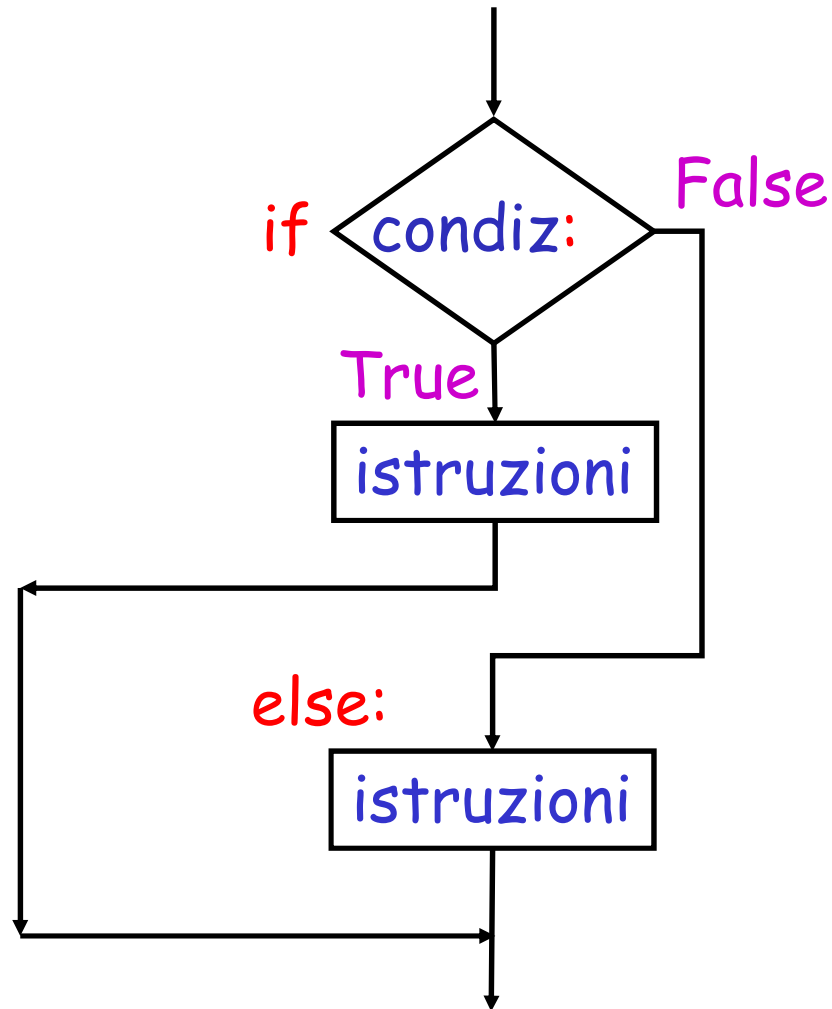 False
if condiz:
True
istruzioni
else:
istruzioni